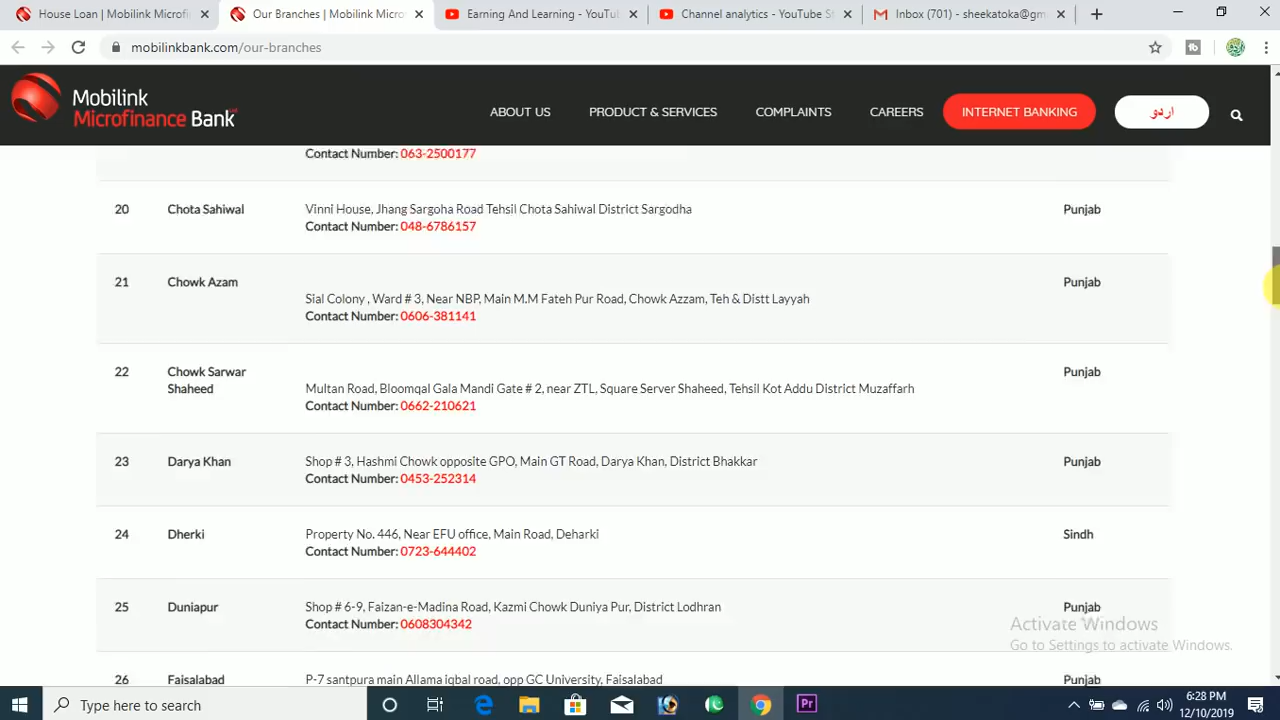 House Loan | Mobilink Microfi
Our Branches | Mobilink Micro
Earning And Learning - YouTu
Channel analytics - YouTube S
Inbox (701) - sheekatoka@gm
mobilinkbank.com/our-branches
Mobilink
Microfinance Bank
ABOUT US
PRODUCT & SERVICES
COMPLAINTS
CAREERS
INTERNET BANKING
اردو
Contact Number: 063-2500177
20 Chota Sahiwal Vinni House, Jhang Sargoha Road Tehsil Chota Sahiwal District Sargodha Punjab
Contact Number: 048-6786157
21 Chowk Azam Punjab
Sial Colony , Ward # 3, Near NBP, Main M.M Fateh Pur Road, Chowk Azzam, Teh & Distt Layyah
Contact Number: 0606-381141
22 Chowk Sarwar Punjab
Shaheed Multan Road, Bloomqal Gala Mandi Gate # 2, near ZTL, Square Server Shaheed, Tehsil Kot Addu District Muzaffarh
Contact Number: 0662-210621
23 Darya Khan Shop # 3, Hashmi Chowk opposite GPO, Main GT Road, Darya Khan, District Bhakkar Punjab
Contact Number: 0453-252314
24 Dherki Property No. 446, Near EFU office, Main Road, Deharki Sindh
Contact Number: 0723-644402
25 Duniapur Shop # 6-9, Faizan-e-Madina Road, Kazmi Chowk Duniya Pur, District Lodhran Punjab
Contact Number: 0608304342
Activate Windows
Go to Settings to activate Windows.
26 Faisalabad P-7 santpura main Allama iqbal road, opp GC University, Faisalabad Punjab
Type here to search
Pr
6:28 PM
12/10/2019